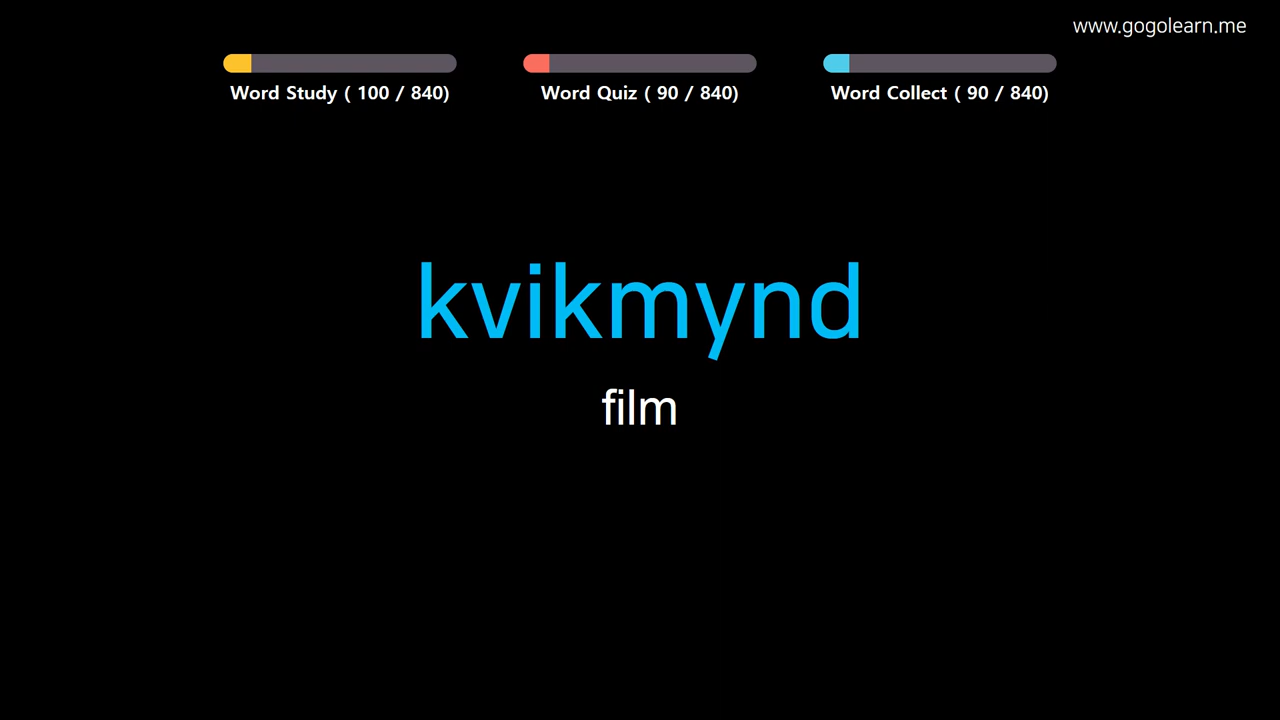 www.gogolearn.me
Word Study ( 100 / 840)
Word Quiz ( 90 / 840)
Word Collect ( 90 / 840)
kvikmynd
film